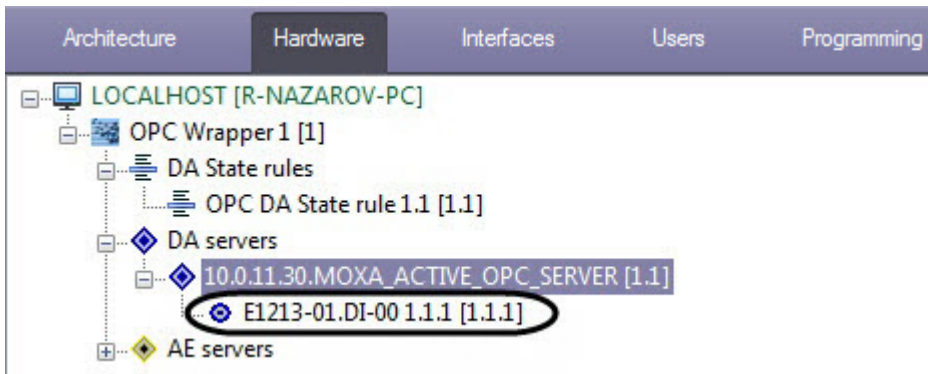 Architecture Hardware Interfaces Users Programming
LOCALHOST [R-NAZAROV-PC]
OPC Wrapper 1 [1]
DA State rules
OPC DA State rule 1.1 [1.1]
DA servers
10.0.11.30.MOXA_ACTIVE_OPC_SERVER [1.1]
E1213-01.DI-00 1.1.1 [1.1.1]
AE servers